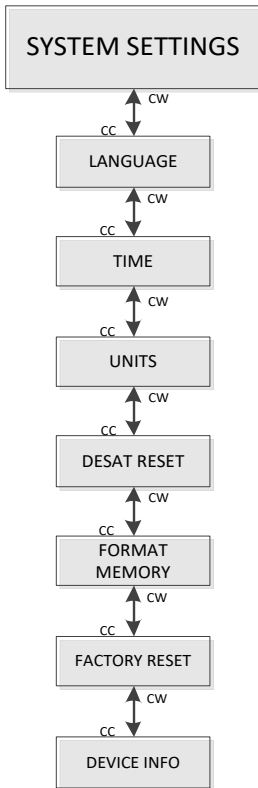 SYSTEM SETTINGS
CW
CC
LANGUAGE
CW
CC
TIME
CW
CC
UNITS
CW
CC
DESAT RESET
CW
CC
FORMAT
MEMORY
CW
CC
FACTORY RESET
CW
CC
DEVICE INFO